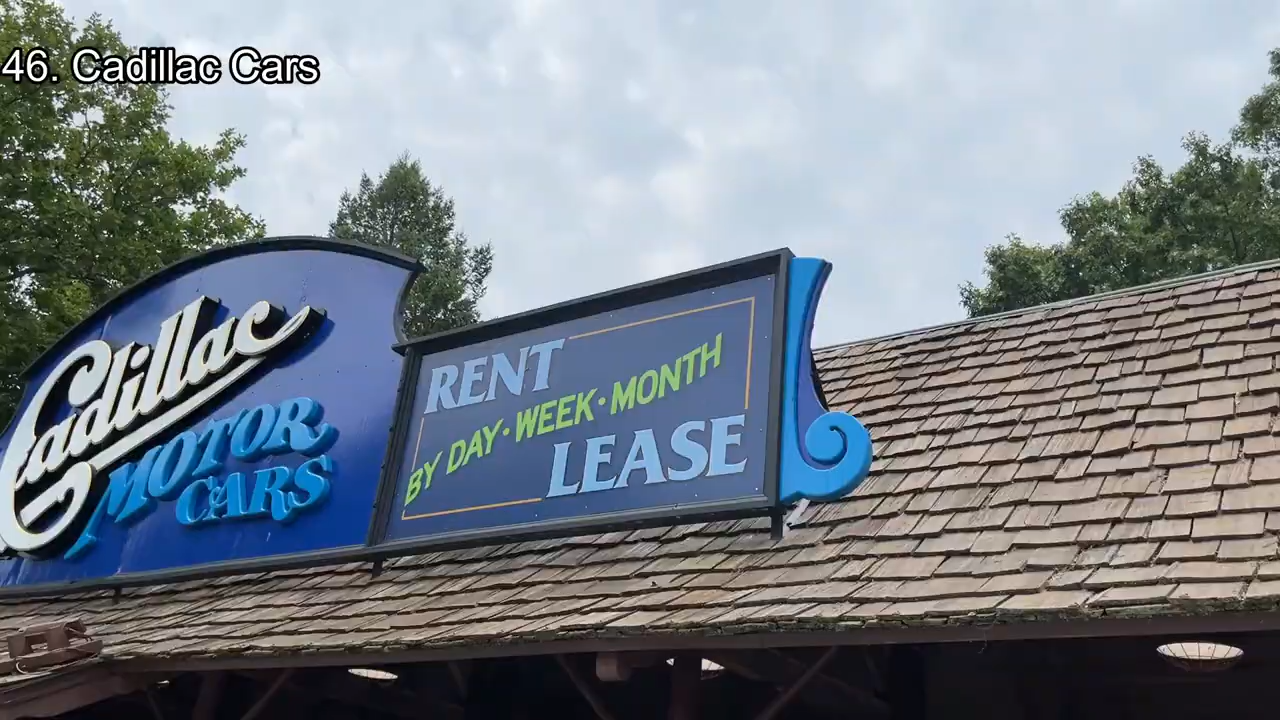 46. Cadillac Cars
Cadillac
MOTOR
CARS
RENT
BY DAY·WEEK·MONTH
LEASE